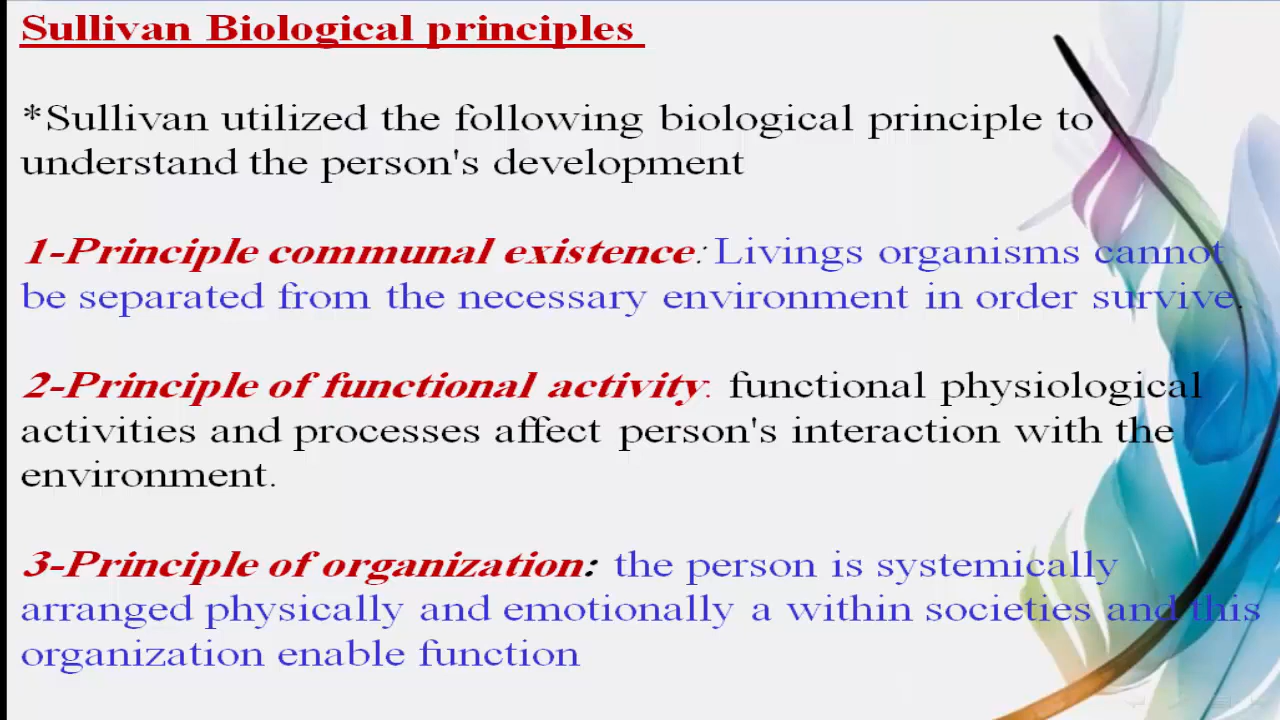 Sullivan Biological principles
*Sullivan utilized the following biological principle to
understand the person's development
1-Principle communal existence: Livings organisms cannot
be separated from the necessary environment in order survive.
2-Principle of functional activity. functional physiological
activities and processes affect person's interaction with the
environment.
3-Principle of organization: the person is systemically
arranged physically and emotionally a within societies and this
organization enable function